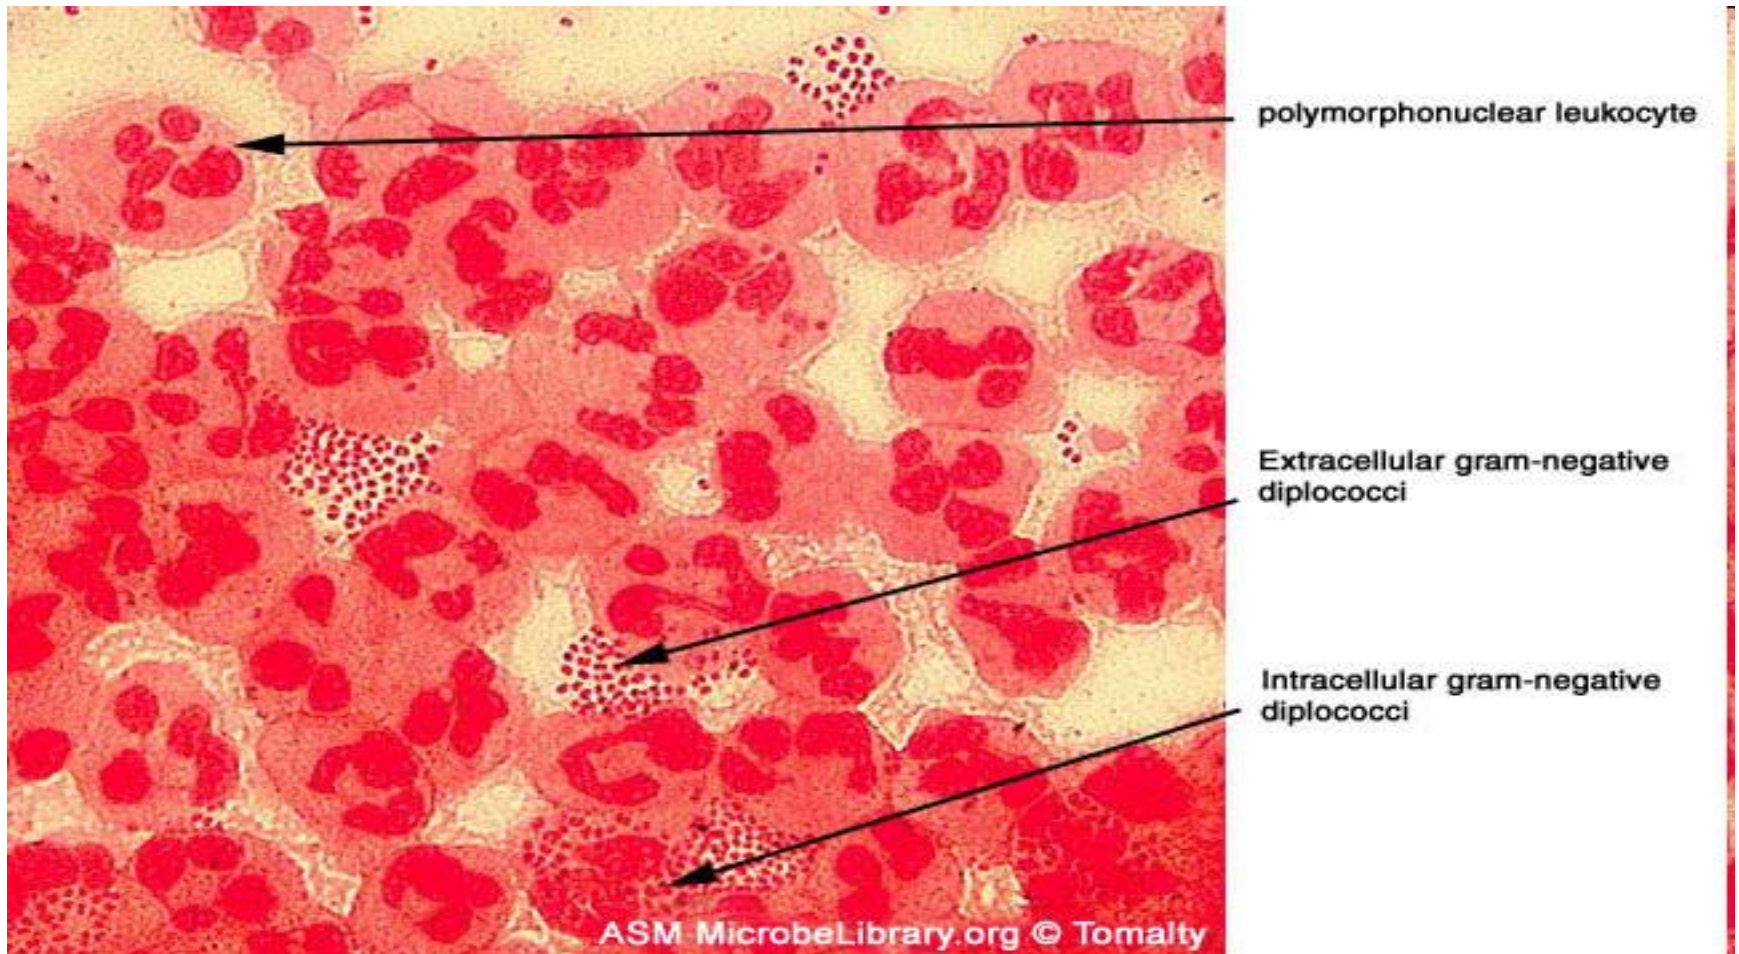 polymorphonuclear leukocyte
Extracellular gram-negative
diplococci
Intracellular gram-negative
diplococci
ASM MicrobeLibrary.org © Tomalty